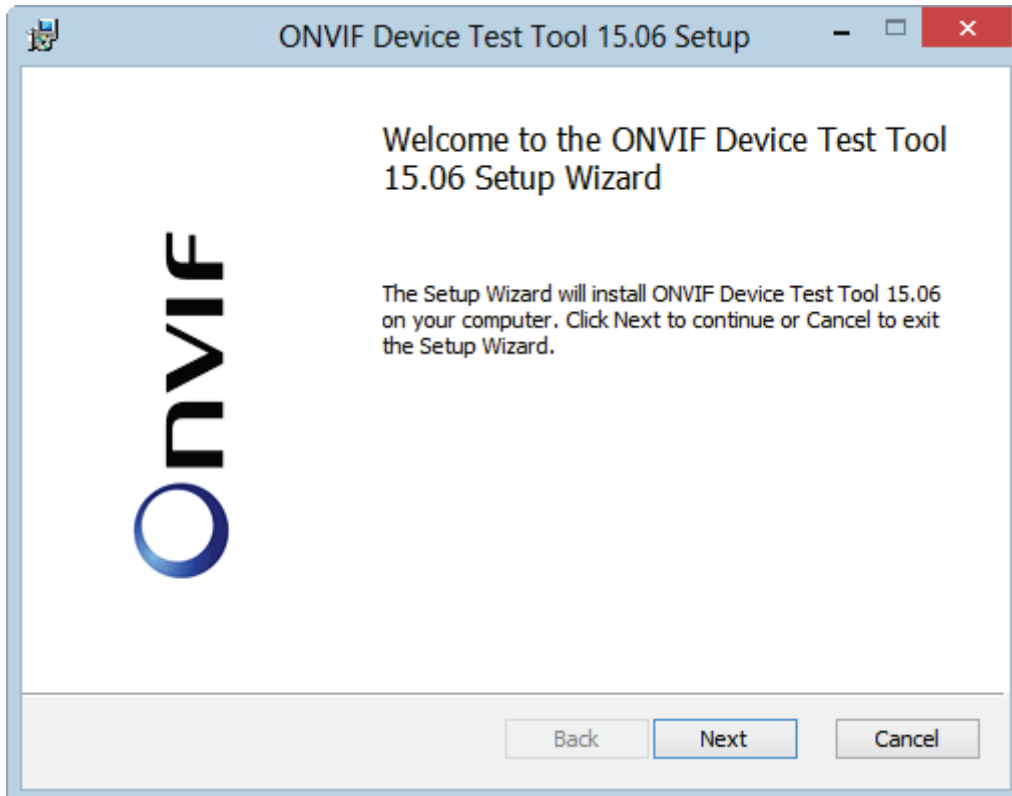 ONVIF Device Test Tool 15.06 Setup
Welcome to the ONVIF Device Test Tool
15.06 Setup Wizard
onvif
The Setup Wizard will install ONVIF Device Test Tool 15.06
on your computer. Click Next to continue or Cancel to exit
the Setup Wizard.
Back
Next
Cancel